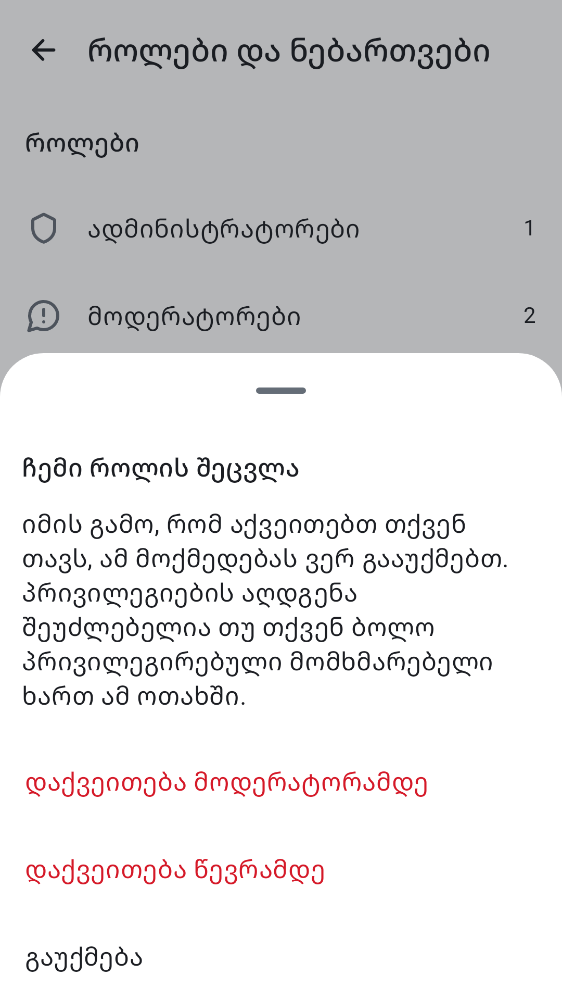 როლები და ნებართვები
როლები
ადმინისტრატორები 1
მოდერატორები 2
ჩემი როლის შეცვლა
იმის გამო, რომ აქვეითებთ თქვენ
თავს, ამ მოქმედებას ვერ გააუქმებთ.
პრივილეგიების აღდგენა
შეუძლებელია თუ თქვენ ბოლო
პრივილეგირებული მომხმარებელი
ხართ ამ ოთახში.
დაქვეითება მოდერატორამდე
დაქვეითება წევრამდე
გაუქმება